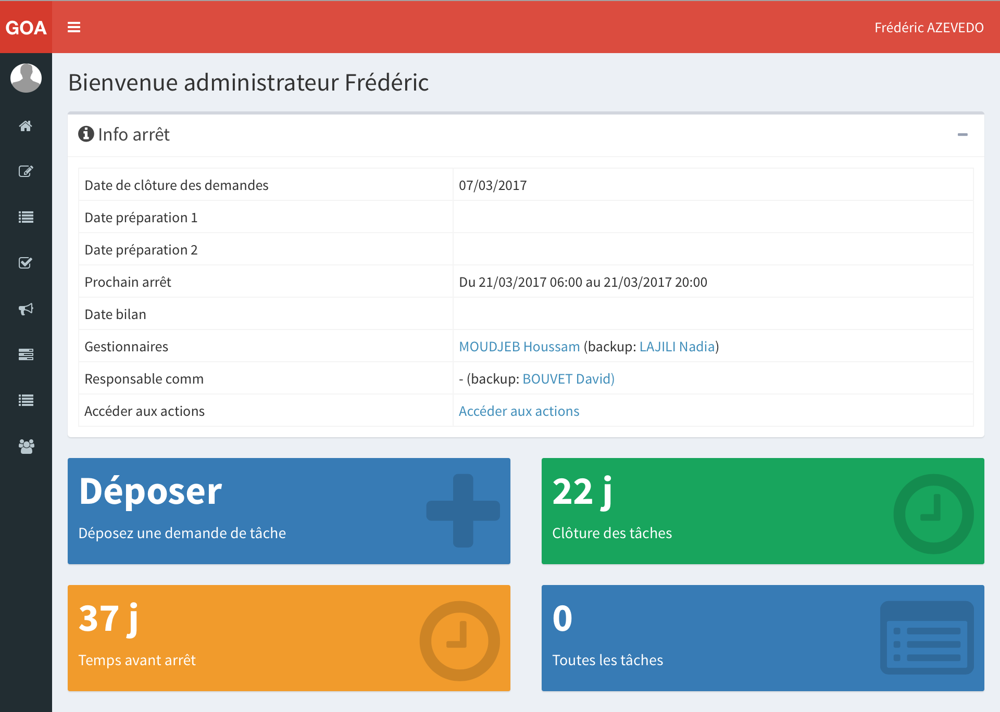 GOA
Frédéric AZEVEDO
Bienvenue administrateur Frédéric
Info arrêt
Date de clôture des demandes 07/03/2017
Date préparation 1
Date préparation 2
Prochain arrêt Du 21/03/2017 06:00 au 21/03/2017 20:00
Date bilan
Gestionnaires MOUDJEB Houssam (backup: LAJILI Nadia)
Responsable comm - (backup: BOUVET David)
Accéder aux actions Accéder aux actions
Déposer
Déposez une demande de tâche
22 j
Clôture des tâches
37 j
Temps avant arrêt
0
Toutes les tâches